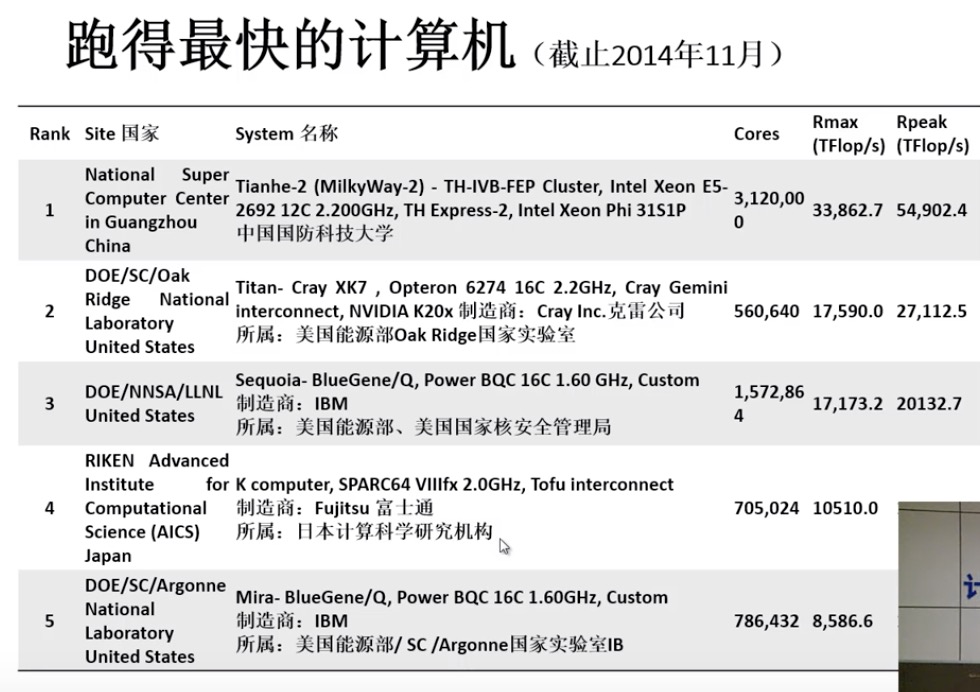 跑得最快的计算机（截止2014年11月）
Rank Site 国家 System 名称 Cores Rmax (TFlop/s) Rpeak (TFlop/s)
1
National Super
Computer Center
in Guangzhou
China
Tianhe-2 (MilkyWay-2) - TH-IVB-FEP Cluster, Intel Xeon E5-
2692 12C 2.200GHz, TH Express-2, Intel Xeon Phi 31S1P
中国国防科技大学
3,120,00
0
33,862.7
54,902.4
2
DOE/SC/Oak
Ridge National
Laboratory
United States
Titan- Cray XK7 , Opteron 6274 16C 2.2GHz, Cray Gemini
interconnect, NVIDIA K20x 制造商：Cray Inc.克雷公司
所属：美国能源部Oak Ridge国家实验室
560,640
17,590.0
27,112.5
3
DOE/NNSA/LLNL
United States
Sequoia- BlueGene/Q, Power BQC 16C 1.60 GHz, Custom
制造商：IBM
所属：美国能源部、美国国家核安全管理局
1,572,86
4
17,173.2
20132.7
4
RIKEN Advanced
Institute for
Computational
Science (AICS)
Japan
K computer, SPARC64 VIIIfx 2.0GHz, Tofu interconnect
制造商：Fujitsu 富士通
所属：日本计算科学研究机构
705,024
10510.0
5
DOE/SC/Argonne
National
Laboratory
United States
Mira- BlueGene/Q, Power BQC 16C 1.60GHz, Custom
制造商：IBM
所属：美国能源部/ SC /Argonne国家实验室IB
786,432
8,586.6